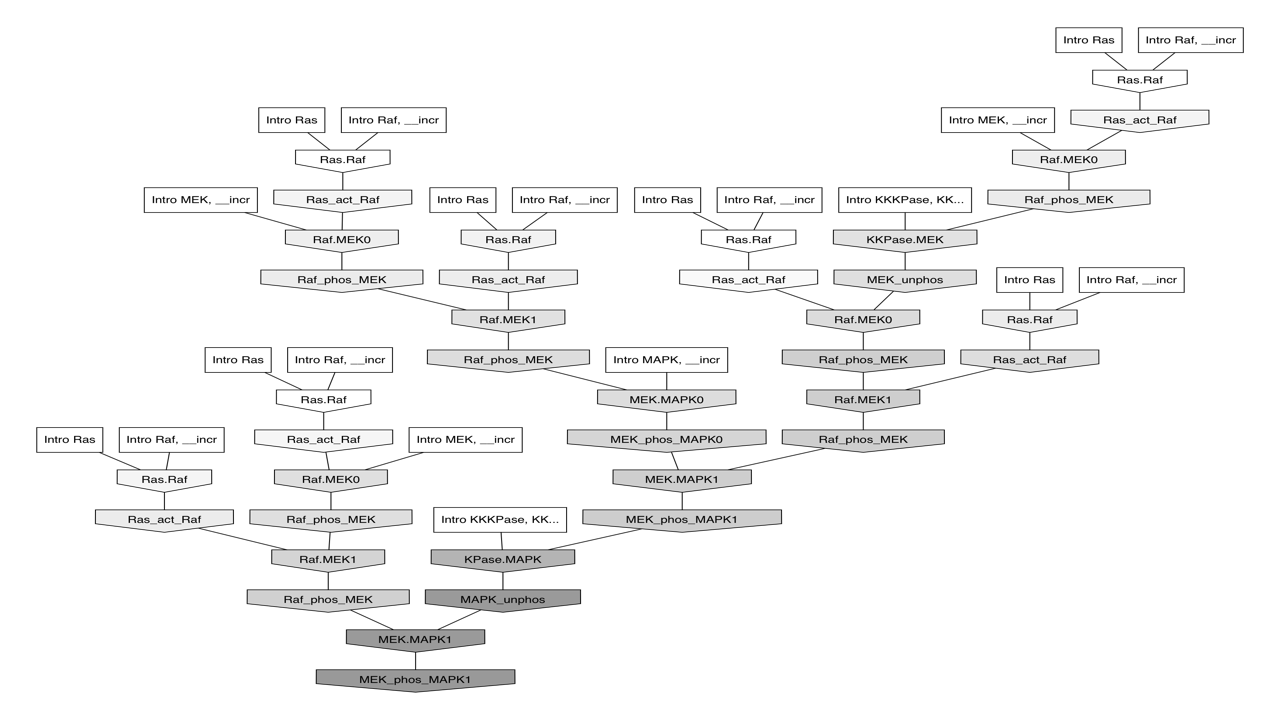 Intro Ras
Intro Raf, __incr
Ras.Raf
Intro Ras
Intro Raf, __incr
Intro MEK, __incr
Ras_act_Raf
Ras.Raf
Raf.MEK0
Intro MEK, __incr
Ras_act_Raf
Intro Ras
Intro Raf, __incr
Intro Ras
Intro Raf, __incr
Intro KKKPase, KK...
Raf_phos_MEK
Raf.MEK0
Ras.Raf
Ras.Raf
KKPase.MEK
Raf_phos_MEK
Ras_act_Raf
Ras_act_Raf
MEK_unphos
Intro Ras
Intro Raf, __incr
Raf.MEK1
Raf.MEK0
Ras.Raf
Intro Ras
Intro Raf, __incr
Raf_phos_MEK
Intro MAPK, __incr
Raf_phos_MEK
Ras_act_Raf
Ras.Raf
MEK.MAPK0
Raf.MEK1
Intro Ras
Intro Raf, __incr
Ras_act_Raf
Intro MEK, __incr
MEK_phos_MAPK0
Raf_phos_MEK
Ras.Raf
Raf.MEK0
MEK.MAPK1
Ras_act_Raf
Raf_phos_MEK
Intro KKKPase, KK...
MEK_phos_MAPK1
Raf.MEK1
KPase.MAPK
Raf_phos_MEK
MAPK_unphos
MEK.MAPK1
MEK_phos_MAPK1